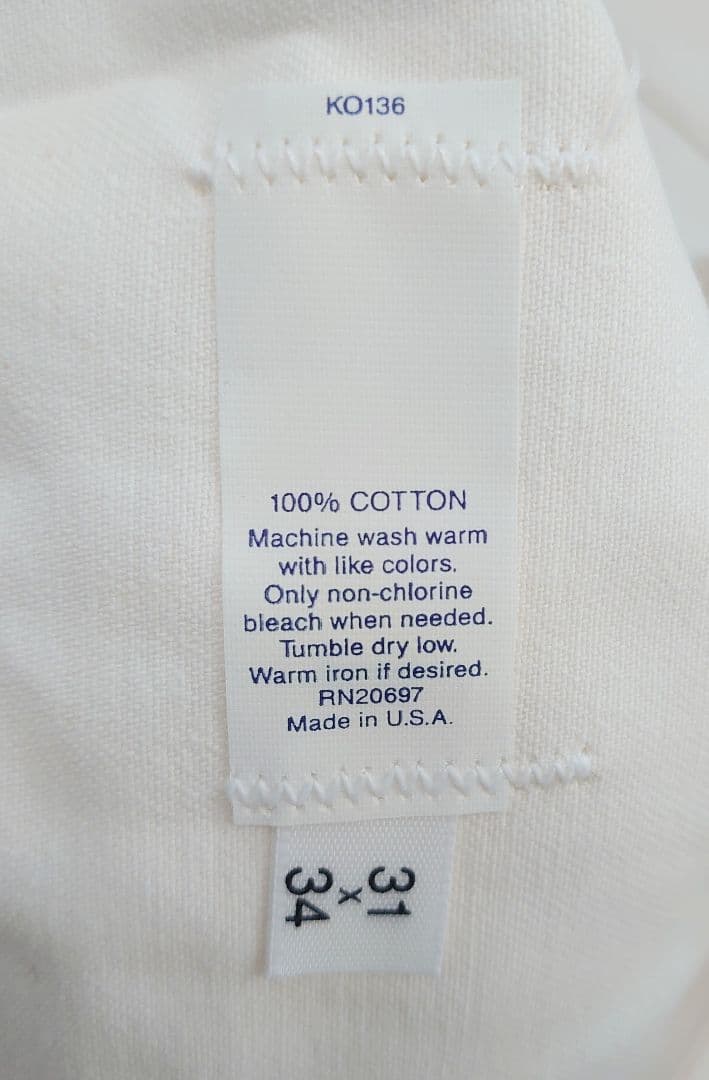 KO136
100% COTTON
Machine wash warm
with like colors.
Only non-chlorine
bleach when needed.
Tumble dry low.
Warm iron if desired.
RN20697
Made in U.S.A.
31
x
34